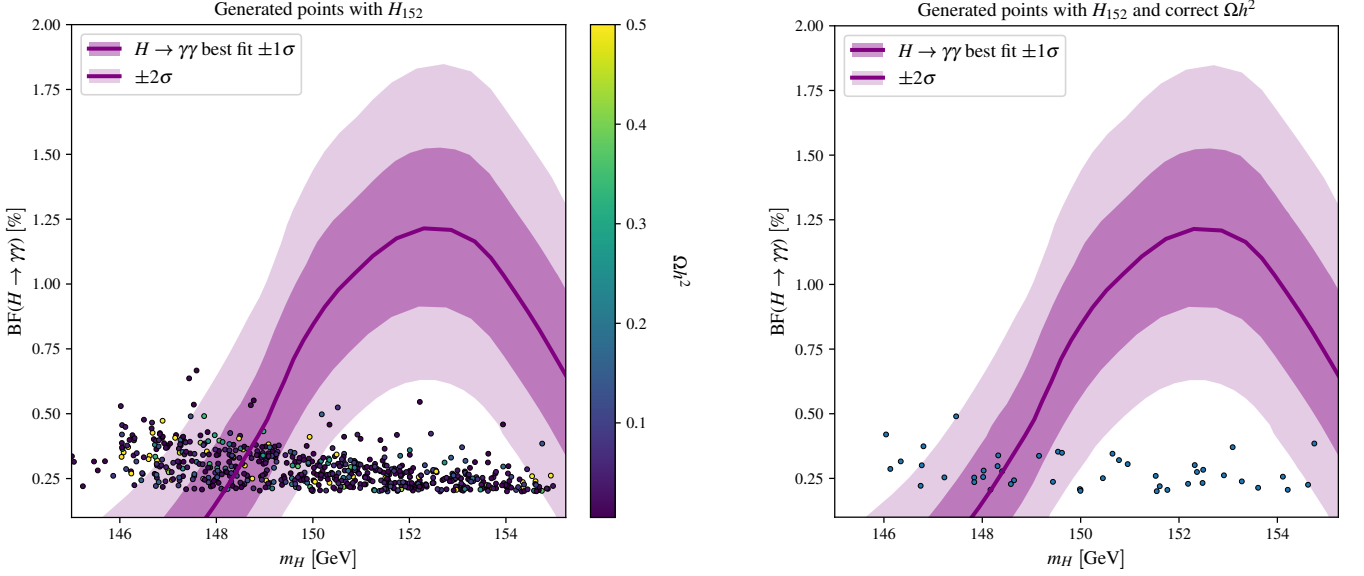 Generated points with H₁₅₂
H → γγ best fit ±1σ
±2σ
BF(H → γγ) [%]
2.00
1.75
1.50
1.25
1.00
0.75
0.50
0.25
146
148
150
152
154
m_H [GeV]
0.5
0.4
0.3
0.2
0.1
Ωh²
Generated points with H₁₅₂ and correct Ωh²
H → γγ best fit ±1σ
±2σ
BF(H → γγ) [%]
2.00
1.75
1.50
1.25
1.00
0.75
0.50
0.25
146
148
150
152
154
m_H [GeV]